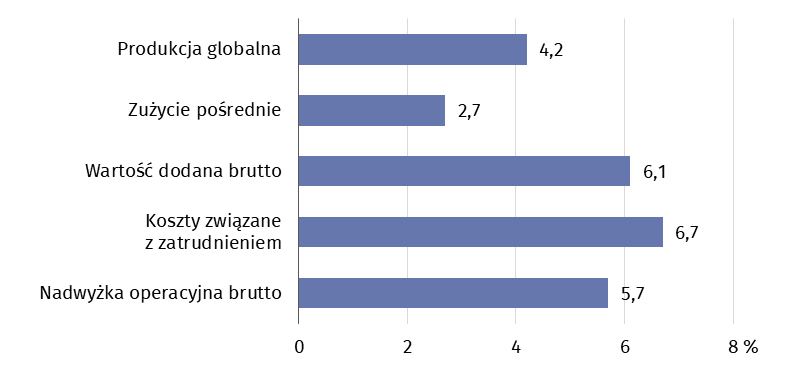 Produkcja globalna
4,2
Zużycie pośrednie
2,7
Wartość dodana brutto
6,1
Koszty związane
z zatrudnieniem
6,7
Nadwyżka operacyjna brutto
5,7
0 2 4 6 8 %